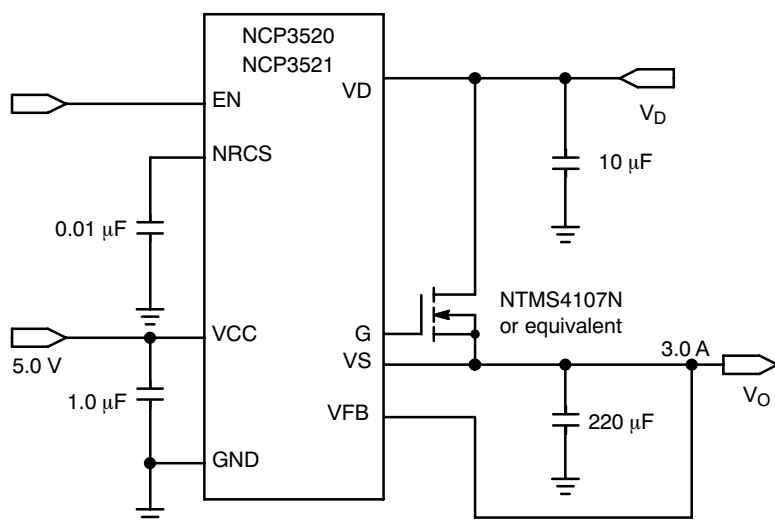 NCP3520
NCP3521
EN
VD
V_D
NRCS
10 μF
0.01 μF
NTMS4107N
or equivalent
VCC
G
5.0 V
VS
3.0 A
V_O
1.0 μF
VFB
220 μF
GND